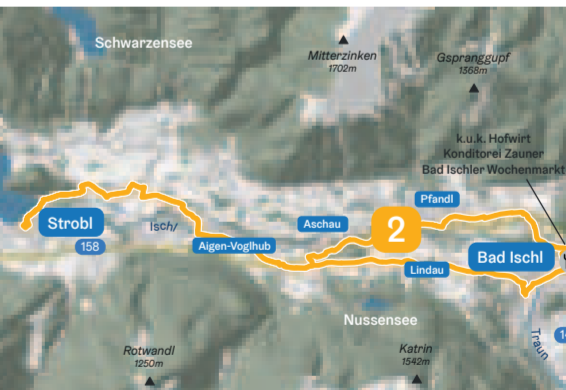 Schwarzensee
Mitterzinken
1702m
Gspranggupf
1568m
k.u.k. Hofwirt
Konditorei Zauner
Bad Ischler Wochenmarkt
Pfandl
Strobl
Ischl
Aschau
2
158
Aigen-Voglhub
Bad Ischl
Lindau
Nussensee
Traun
Rotwandl
1250m
Katrin
1542m